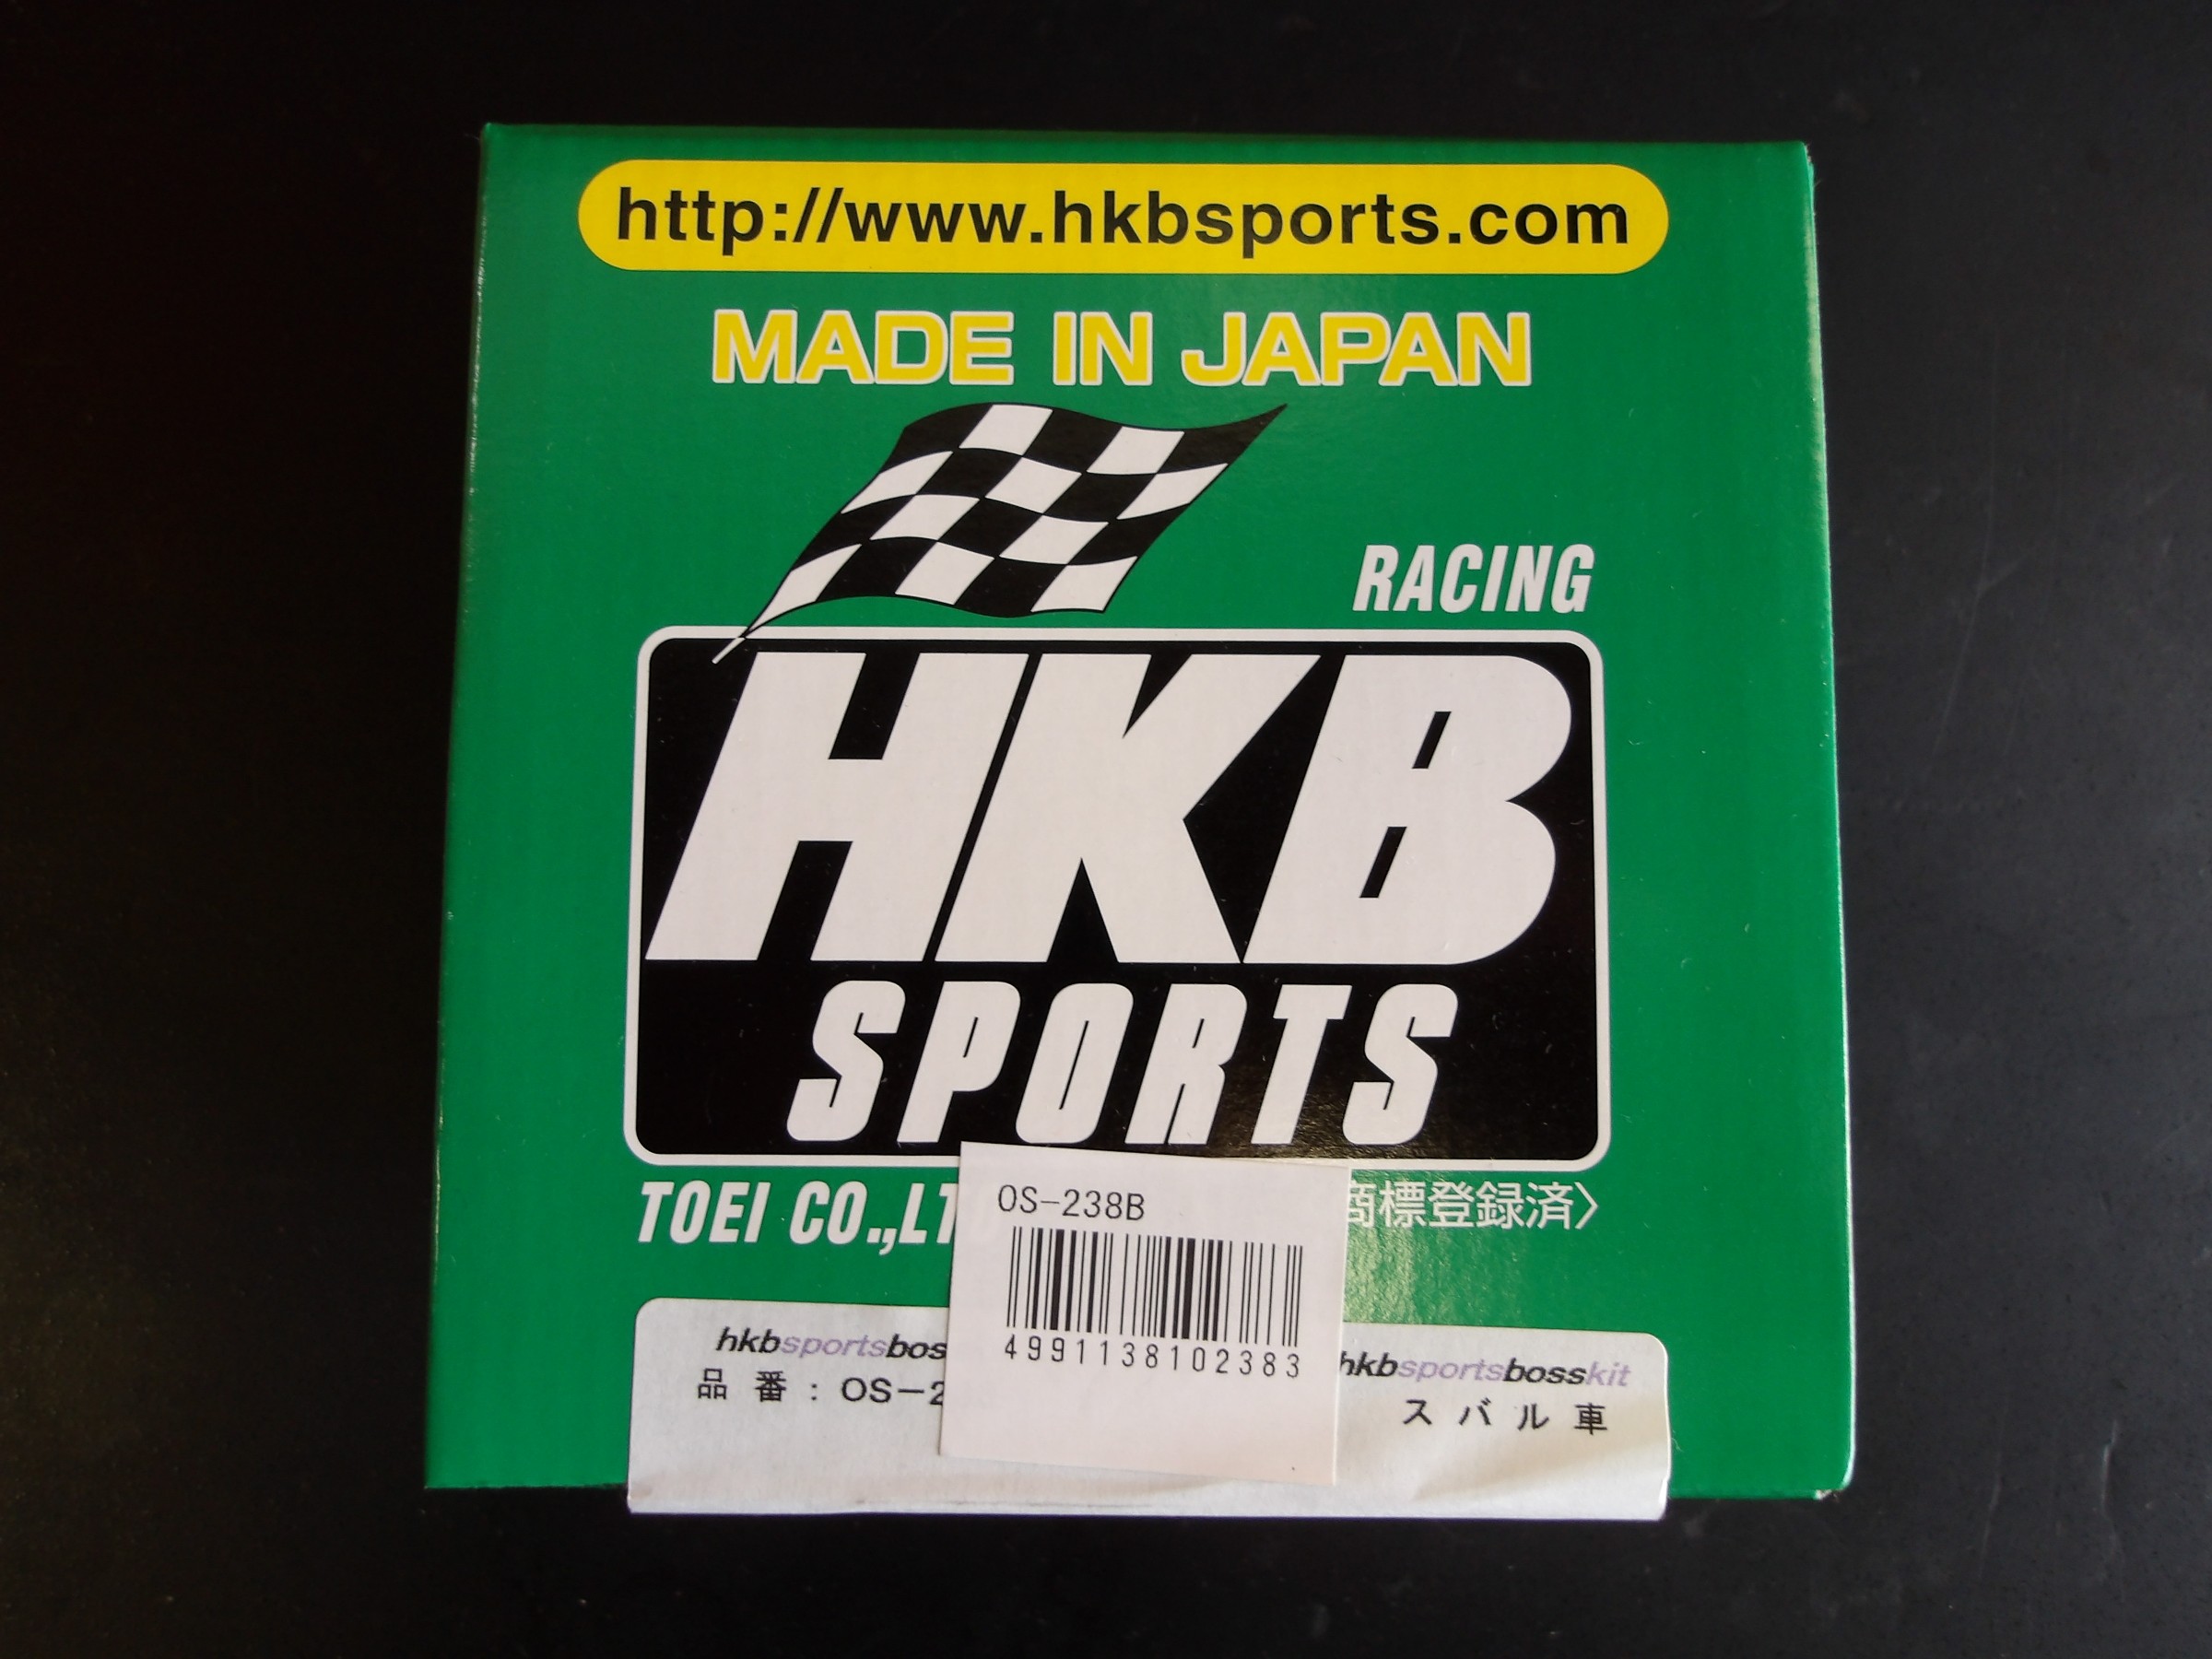 http://www.hkbsports.com
MADE IN JAPAN
RACING
HKB
SPORTS
TOEI CO.,LT
商標登録済〉
OS-238B
4991138102383
hkbsportsboss
品番:OS-2
hkbsportsbosskit
スバル車